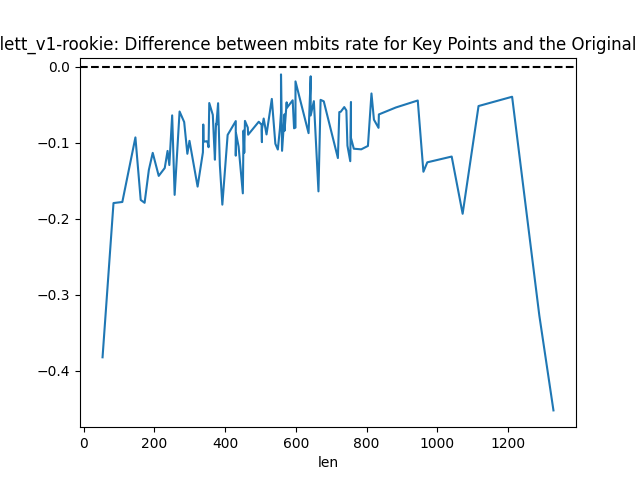 lett_v1-rookie: Difference between mbits rate for Key Points and the Original
0.0
−0.1
−0.2
−0.3
−0.4
0 200 400 600 800 1000 1200
len